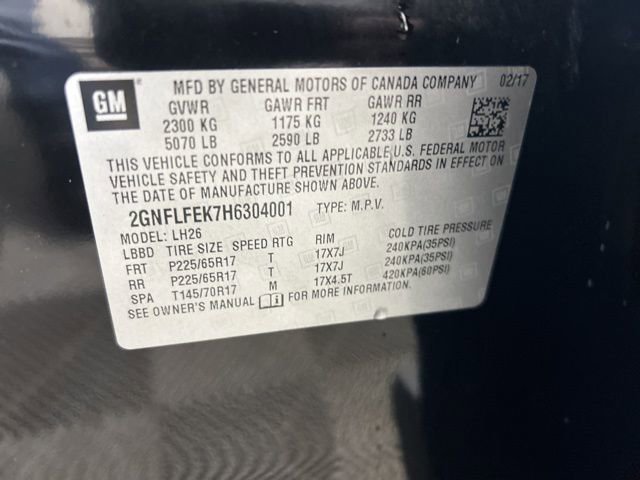 GM
MFD BY GENERAL MOTORS OF CANADA COMPANY 02/17
GVWR GAWR FRT GAWR RR
2300 KG 1175 KG 1240 KG
5070 LB 2590 LB 2733 LB
THIS VEHICLE CONFORMS TO ALL APPLICABLE U.S. FEDERAL MOTOR
VEHICLE SAFETY AND THEFT PREVENTION STANDARDS IN EFFECT ON
THE DATE OF MANUFACTURE SHOWN ABOVE.
2GNFLFEK7H6304001 TYPE: M.P.V.
MODEL: LH26
LBBD TIRE SIZE SPEED RTG RIM COLD TIRE PRESSURE
FRT P225/65R17 T 17X7J 240KPA(35PSI)
RR P225/65R17 T 17X7J 240KPA(35PSI)
SPA T145/70R17 M 17X4.5T 420KPA(60PSI)
SEE OWNER'S MANUAL FOR MORE INFORMATION.